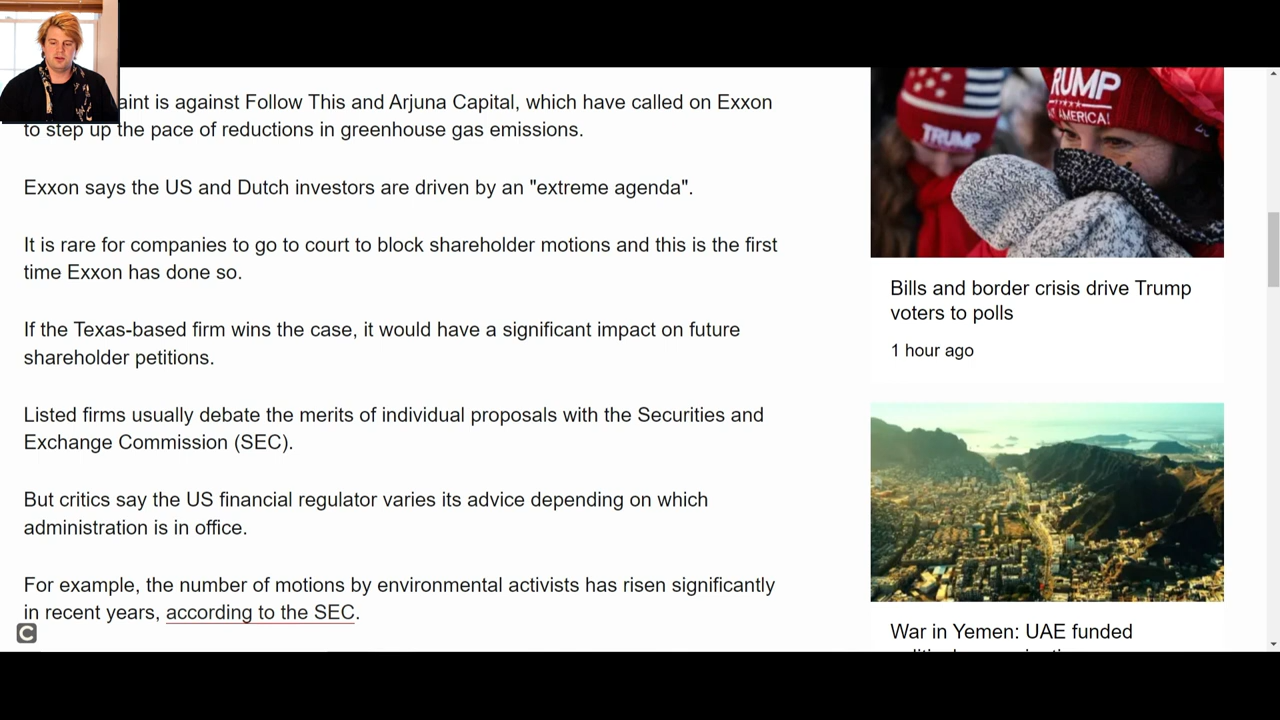 aint is against Follow This and Arjuna Capital, which have called on Exxon
to step up the pace of reductions in greenhouse gas emissions.
Exxon says the US and Dutch investors are driven by an "extreme agenda".
It is rare for companies to go to court to block shareholder motions and this is the first
time Exxon has done so.
If the Texas-based firm wins the case, it would have a significant impact on future
shareholder petitions.
Listed firms usually debate the merits of individual proposals with the Securities and
Exchange Commission (SEC).
But critics say the US financial regulator varies its advice depending on which
administration is in office.
For example, the number of motions by environmental activists has risen significantly
in recent years, according to the SEC.
C
TRUMP
RUMP
AMERICA!
Bills and border crisis drive Trump
voters to polls
1 hour ago
War in Yemen: UAE funded